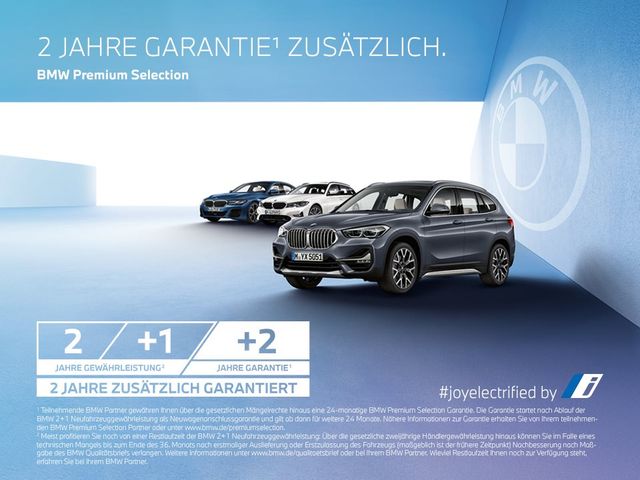 2 JAHRE GARANTIE¹ ZUSÄTZLICH.
BMW Premium Selection
BMW
M·YX 5051
2 +1 +2
JAHRE GEWÄHRLEISTUNG² JAHRE GARANTIE¹
2 JAHRE ZUSÄTZLICH GARANTIERT
#joyelectrified by i
¹ Teilnehmende BMW Partner gewähren Ihnen über die gesetzlichen Mängelrechte hinaus eine 24-monatige BMW Premium Selection Garantie. Die Garantie startet nach Ablauf der
BMW 2+1 Neufahrzeuggewährleistung als Neuwagenanschlussgarantie und gilt ab dann für weitere 24 Monate. Nähere Informationen zur Garantie erhalten Sie von Ihrem teilnehmen-
den BMW Premium Selection Partner oder unter www.bmw.de/premiumselection.
² Meist profitieren Sie noch von einer Restlaufzeit der BMW 2+1 Neufahrzeuggewährleistung: Über die gesetzliche zweijährige Händlergewährleistung hinaus können Sie im Falle eines
technischen Mangels bis zum Ende des 36. Monats nach erstmaliger Auslieferung oder Erstzulassung des Fahrzeugs (maßgeblich ist der frühere Zeitpunkt) Nachbesserung nach Maß-
gabe des BMW Qualitätsbriefs verlangen. Weitere Informationen unter www.bmw.de/qualitaetsbrief oder bei Ihrem BMW Partner. Wieviel Restlaufzeit Ihnen noch zur Verfügung steht,
erfahren Sie bei Ihrem BMW Partner.